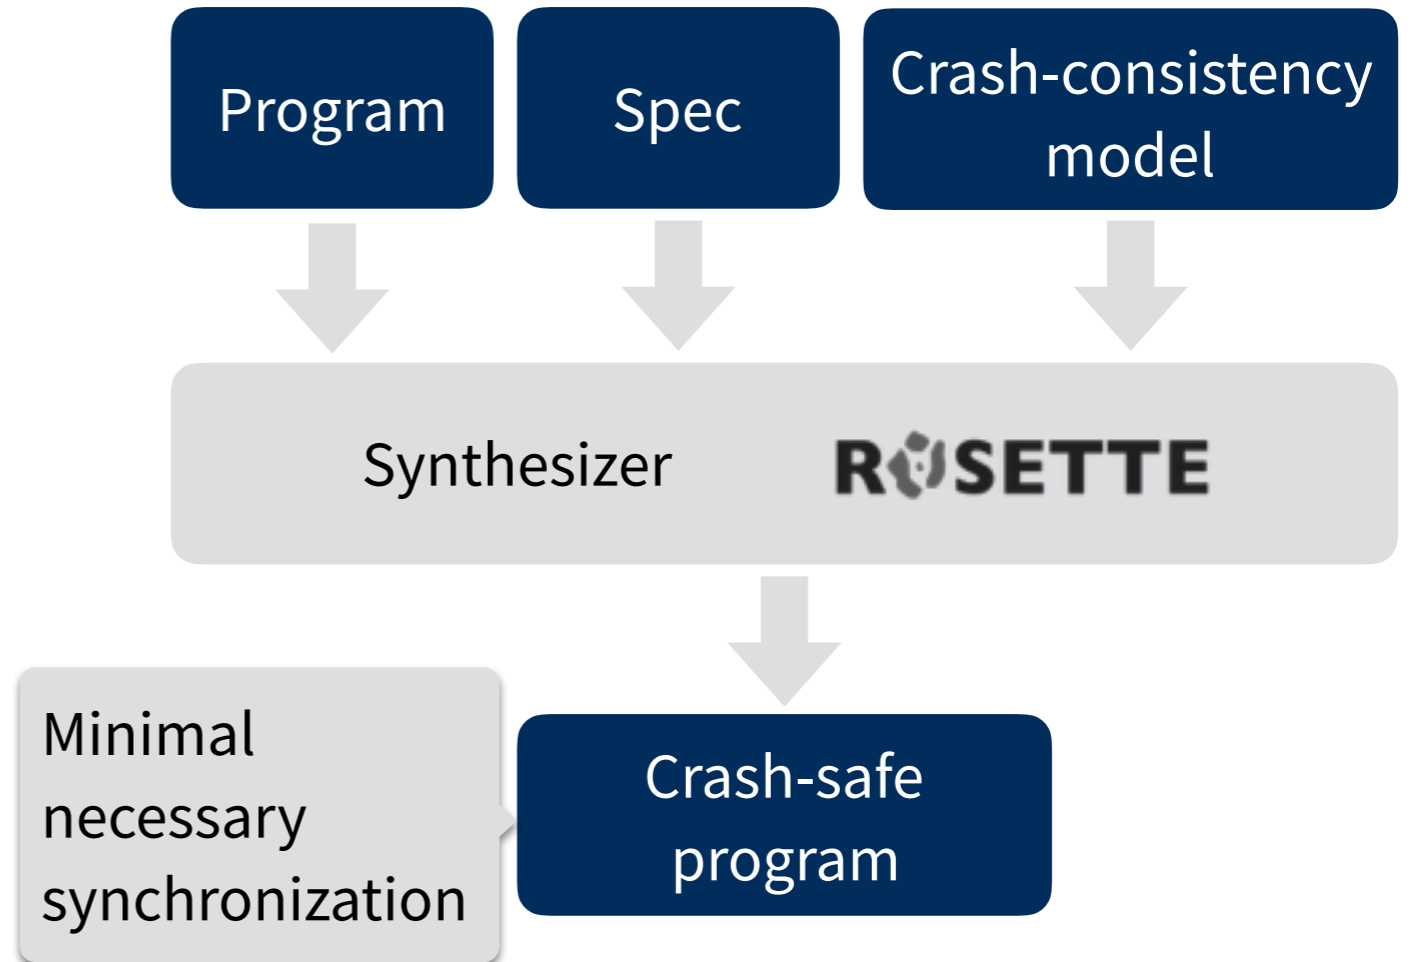 Program
Spec
Crash-consistency
model
Synthesizer
ROSETTE
Minimal
necessary
synchronization
Crash-safe
program